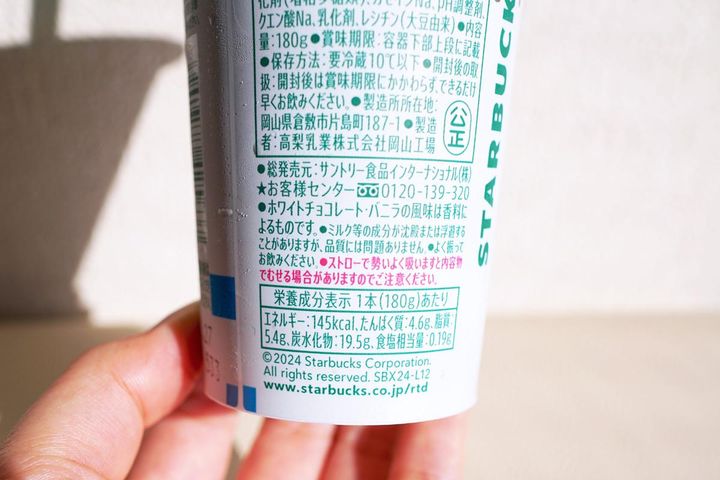 化剤(増粘多糖類)、カゼインNa、pH調整剤、
クエン酸Na、乳化剤、レシチン(大豆由来)●内容
量:180g●賞味期限:容器下部上段に記載
●保存方法:要冷蔵10℃以下●開封後の取
扱:開封後は賞味期限にかかわらず、できるだけ
早くお飲みください。●製造所所在地:
岡山県倉敷市片島町187-1●製造
者:高梨乳業株式会社岡山工場
公正
●総発売元:サントリー食品インターナショナル(株)
★お客様センター 0120-139-320
●ホワイトチョコレート・バニラの風味は香料に
よるものです。●ミルク等の成分が沈殿または浮遊する
ことがありますが、品質には問題ありません。●よく振って
お飲みください。●ストローで勢いよく吸いますと内容物
でむせる場合がありますのでご注意ください。
栄養成分表示 1本(180g)あたり
エネルギー:145kcal、たんぱく質:4.6g、脂質:
5.4g、炭水化物:19.5g、食塩相当量:0.19g
©2024 Starbucks Corporation.
All rights reserved. SBX24-L12
www.starbucks.co.jp/rtd
STARBUCK